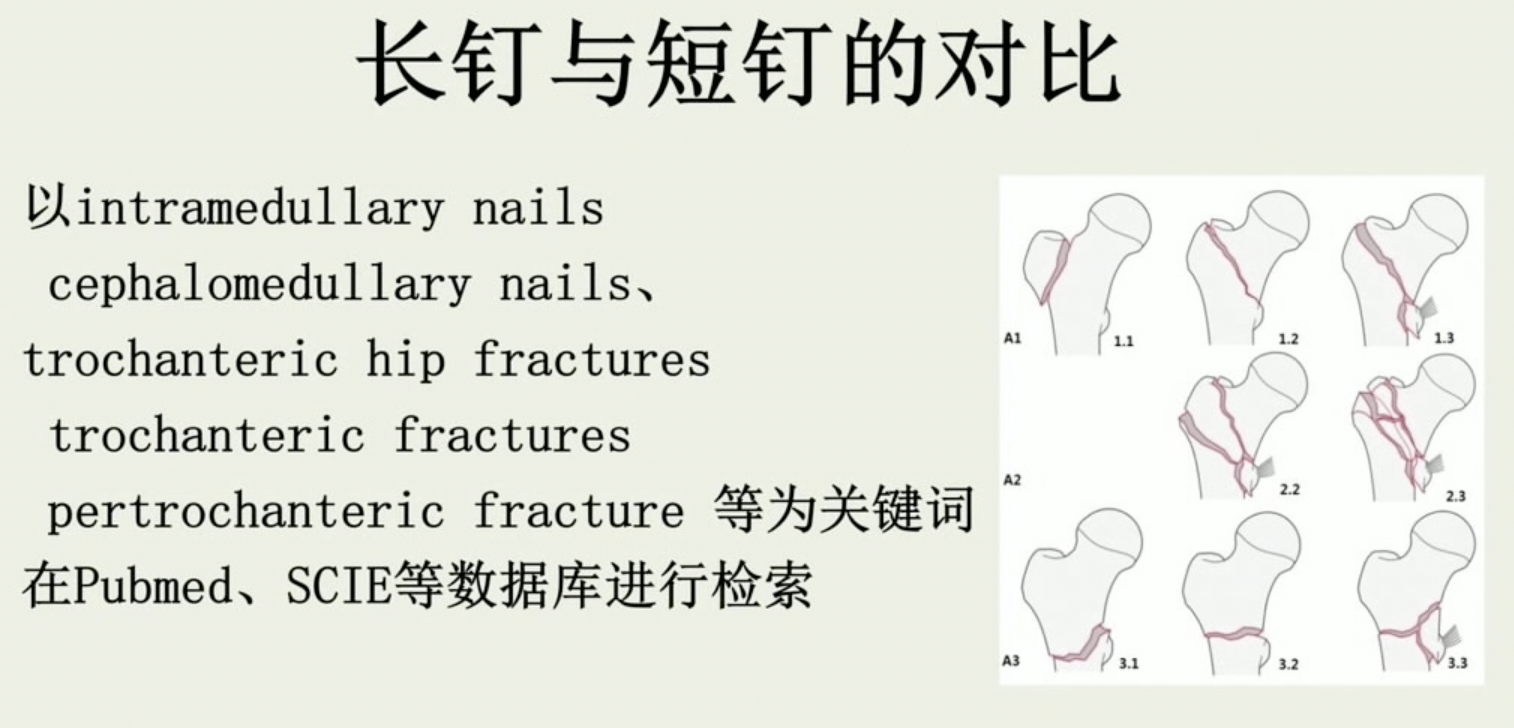 长钉与短钉的对比
以intramedullary nails
cephalomedullary nails、
trochanteric hip fractures
trochanteric fractures
pertrochanteric fracture 等为关键词
在Pubmed、SCIE等数据库进行检索
A1 1.1 1.2 1.3
A2 2.2 2.3
A3 3.1 3.2 3.3